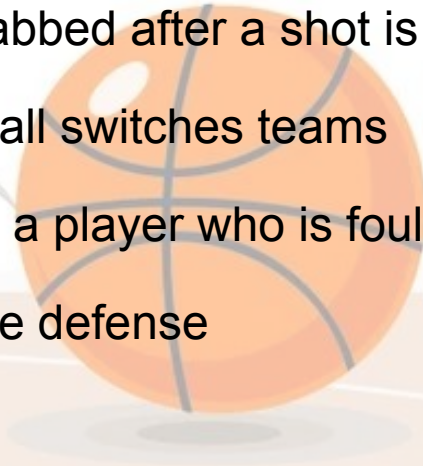 abbed after a shot is
all switches teams
a player who is foul
e defense